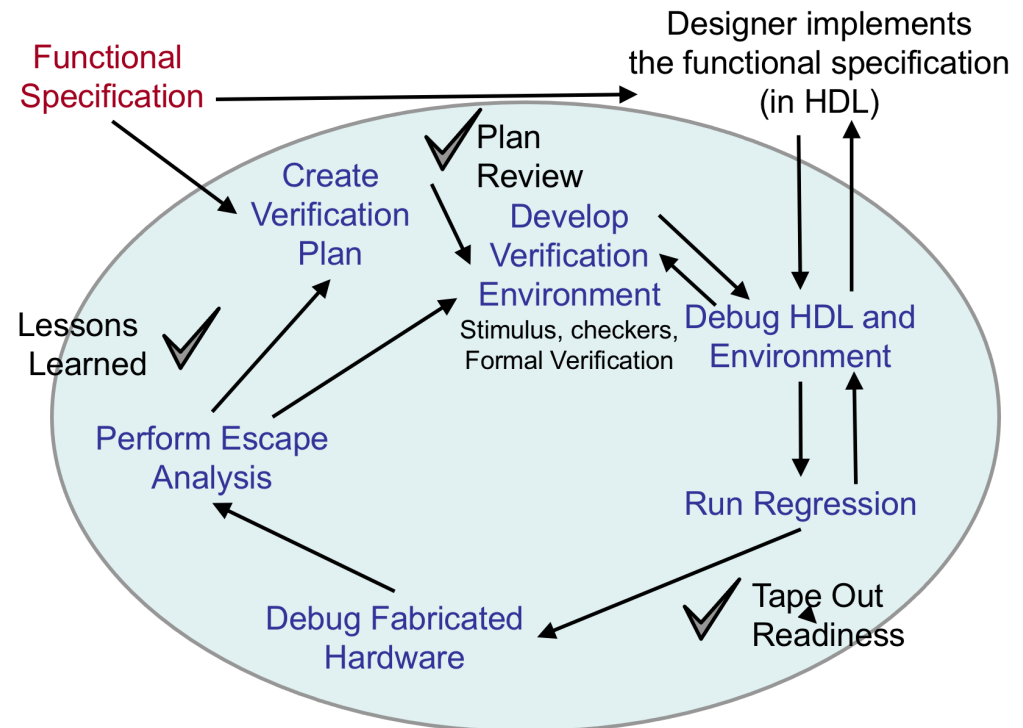 Functional
Specification
Designer implements
the functional specification
(in HDL)
Plan
Review
Create
Verification
Plan
Develop
Verification
Environment
Stimulus, checkers,
Formal Verification
Debug HDL and
Environment
Lessons
Learned
Perform Escape
Analysis
Run Regression
Debug Fabricated
Hardware
Tape Out
Readiness